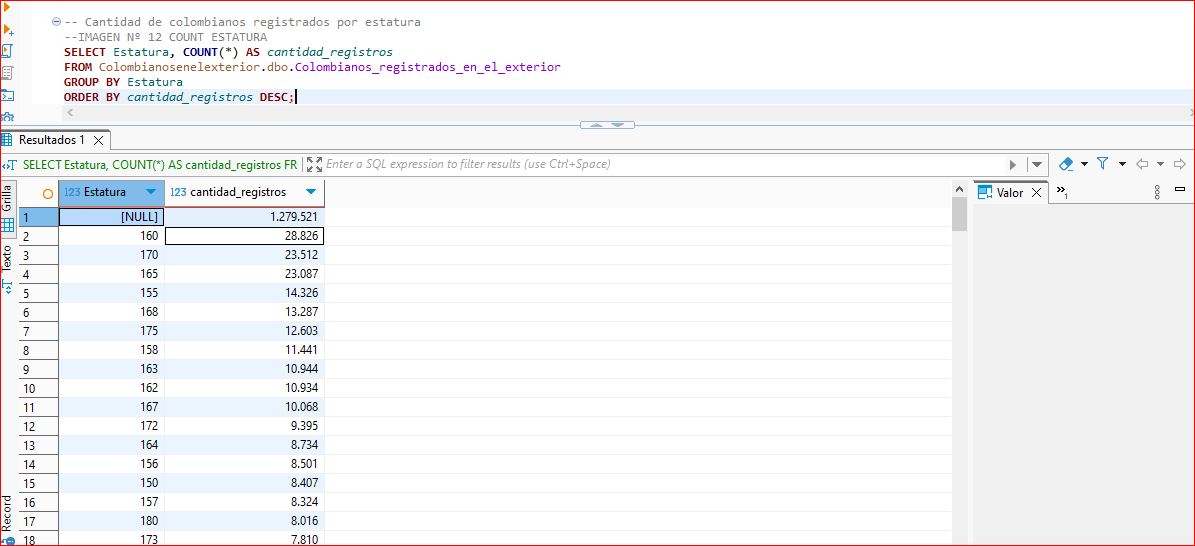 -- Cantidad de colombianos registrados por estatura
--IMAGEN Nº 12 COUNT ESTATURA
SELECT Estatura, COUNT(*) AS cantidad_registros
FROM Colombianosenelexterior.dbo.Colombianos_registrados_en_el_exterior
GROUP BY Estatura
ORDER BY cantidad_registros DESC;
Resultados 1
SELECT Estatura, COUNT(*) AS cantidad_registros FR
Enter a SQL expression to filter results (use Ctrl+Space)
Grilla
Texto
Record
123 Estatura 123 cantidad_registros
1 [NULL] 1.279.521
2 160 28.826
3 170 23.512
4 165 23.087
5 155 14.326
6 168 13.287
7 175 12.603
8 158 11.441
9 163 10.944
10 162 10.934
11 167 10.068
12 172 9.395
13 164 8.734
14 156 8.501
15 150 8.407
16 157 8.324
17 180 8.016
18 173 7.810
Valor
»1